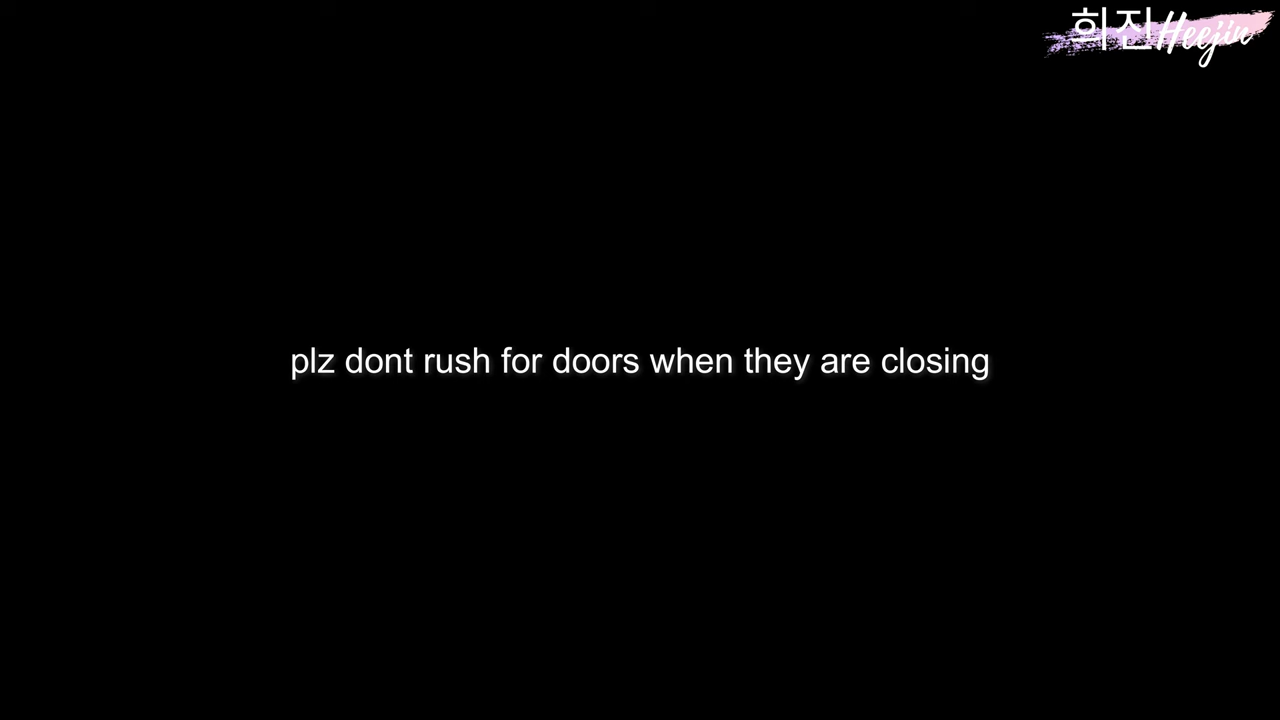 희진Heejin
plz dont rush for doors when they are closing